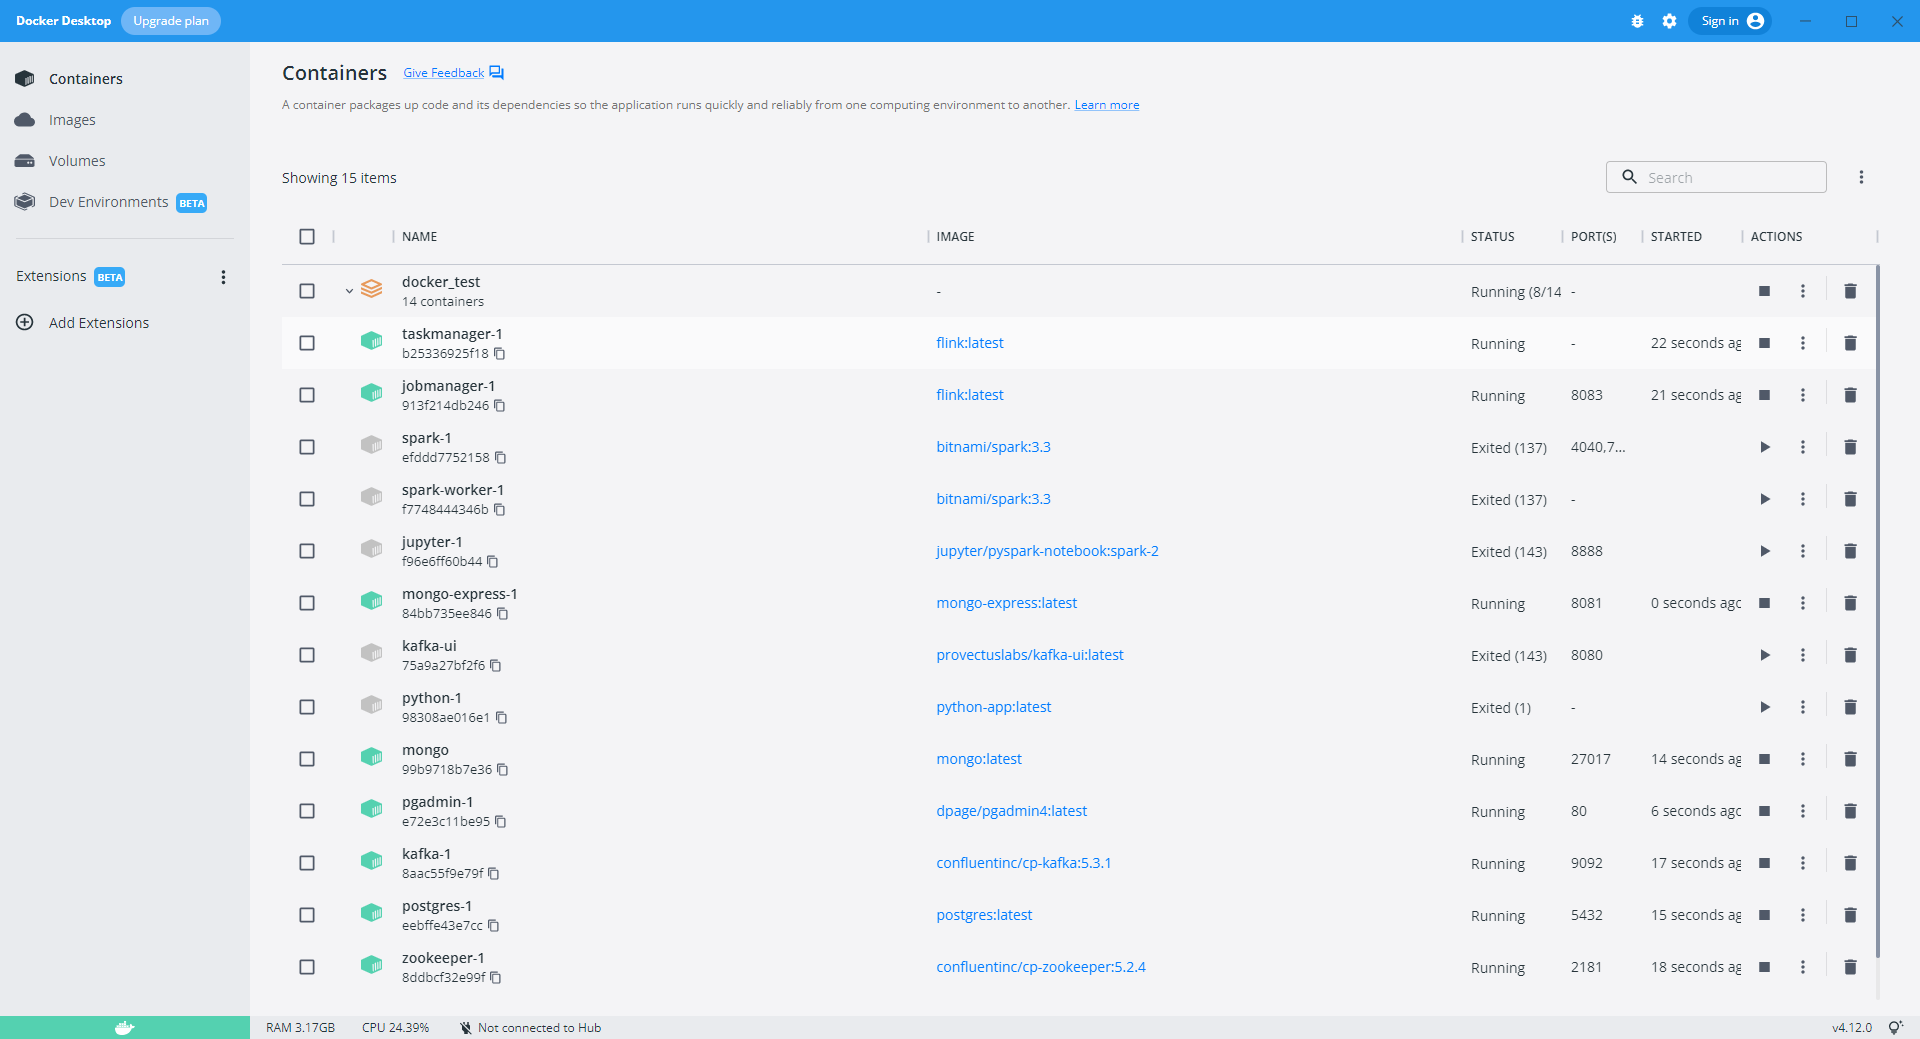 Docker Desktop Upgrade plan Sign in
Containers
Images
Volumes
Dev Environments BETA
Extensions BETA
Add Extensions
Containers Give Feedback
A container packages up code and its dependencies so the application runs quickly and reliably from one computing environment to another. Learn more
Showing 15 items Search
NAME IMAGE STATUS PORT(S) STARTED ACTIONS
docker_test
14 containers - Running (8/14 -
taskmanager-1
b25336925f18 flink:latest Running - 22 seconds ag
jobmanager-1
913f214db246 flink:latest Running 8083 21 seconds ag
spark-1
efddd7752158 bitnami/spark:3.3 Exited (137) 4040,7...
spark-worker-1
f7748444346b bitnami/spark:3.3 Exited (137) -
jupyter-1
f96e6ff60b44 jupyter/pyspark-notebook:spark-2 Exited (143) 8888
mongo-express-1
84bb735ee846 mongo-express:latest Running 8081 0 seconds agc
kafka-ui
75a9a27bf2f6 provectuslabs/kafka-ui:latest Exited (143) 8080
python-1
98308ae016e1 python-app:latest Exited (1) -
mongo
99b9718b7e36 mongo:latest Running 27017 14 seconds ag
pgadmin-1
e72e3c11be95 dpage/pgadmin4:latest Running 80 6 seconds agc
kafka-1
8aac55f9e79f confluentinc/cp-kafka:5.3.1 Running 9092 17 seconds ag
postgres-1
eebffe43e7cc postgres:latest Running 5432 15 seconds ag
zookeeper-1
8ddbcf32e99f confluentinc/cp-zookeeper:5.2.4 Running 2181 18 seconds ag
RAM 3.17GB CPU 24.39% Not connected to Hub v4.12.0